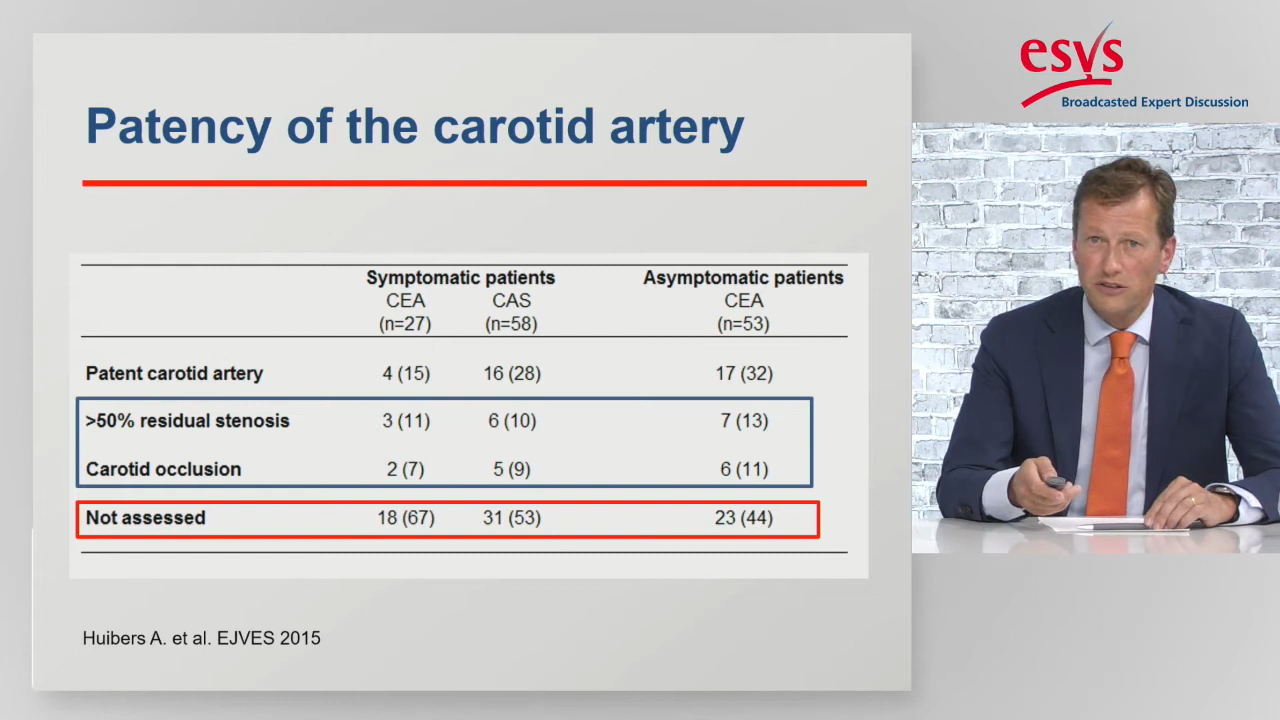 esvs
Broadcasted Expert Discussion
Patency of the carotid artery
Symptomatic patients Asymptomatic patients
CEA CAS CEA
(n=27) (n=58) (n=53)
Patent carotid artery 4 (15) 16 (28) 17 (32)
>50% residual stenosis 3 (11) 6 (10) 7 (13)
Carotid occlusion 2 (7) 5 (9) 6 (11)
Not assessed 18 (67) 31 (53) 23 (44)
Huibers A. et al. EJVES 2015